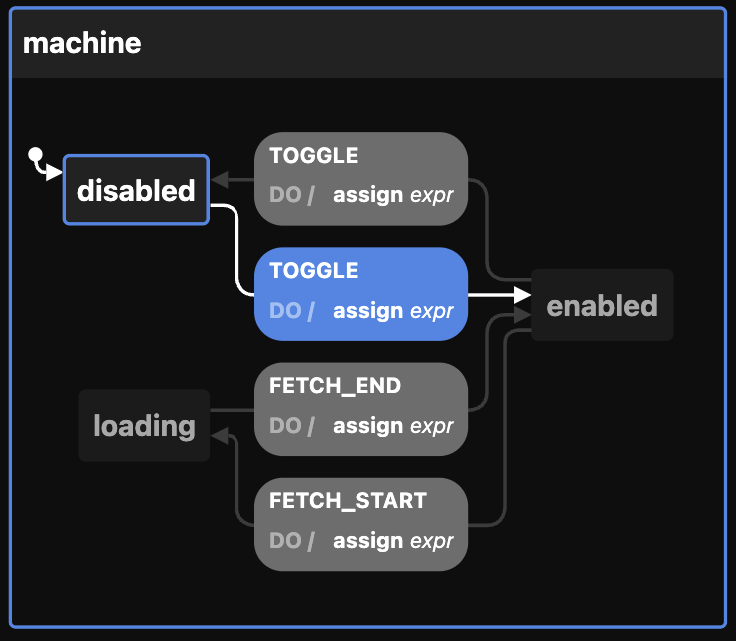 machine
disabled
TOGGLE
DO / assign expr
TOGGLE
DO / assign expr
enabled
FETCH_END
DO / assign expr
loading
FETCH_START
DO / assign expr